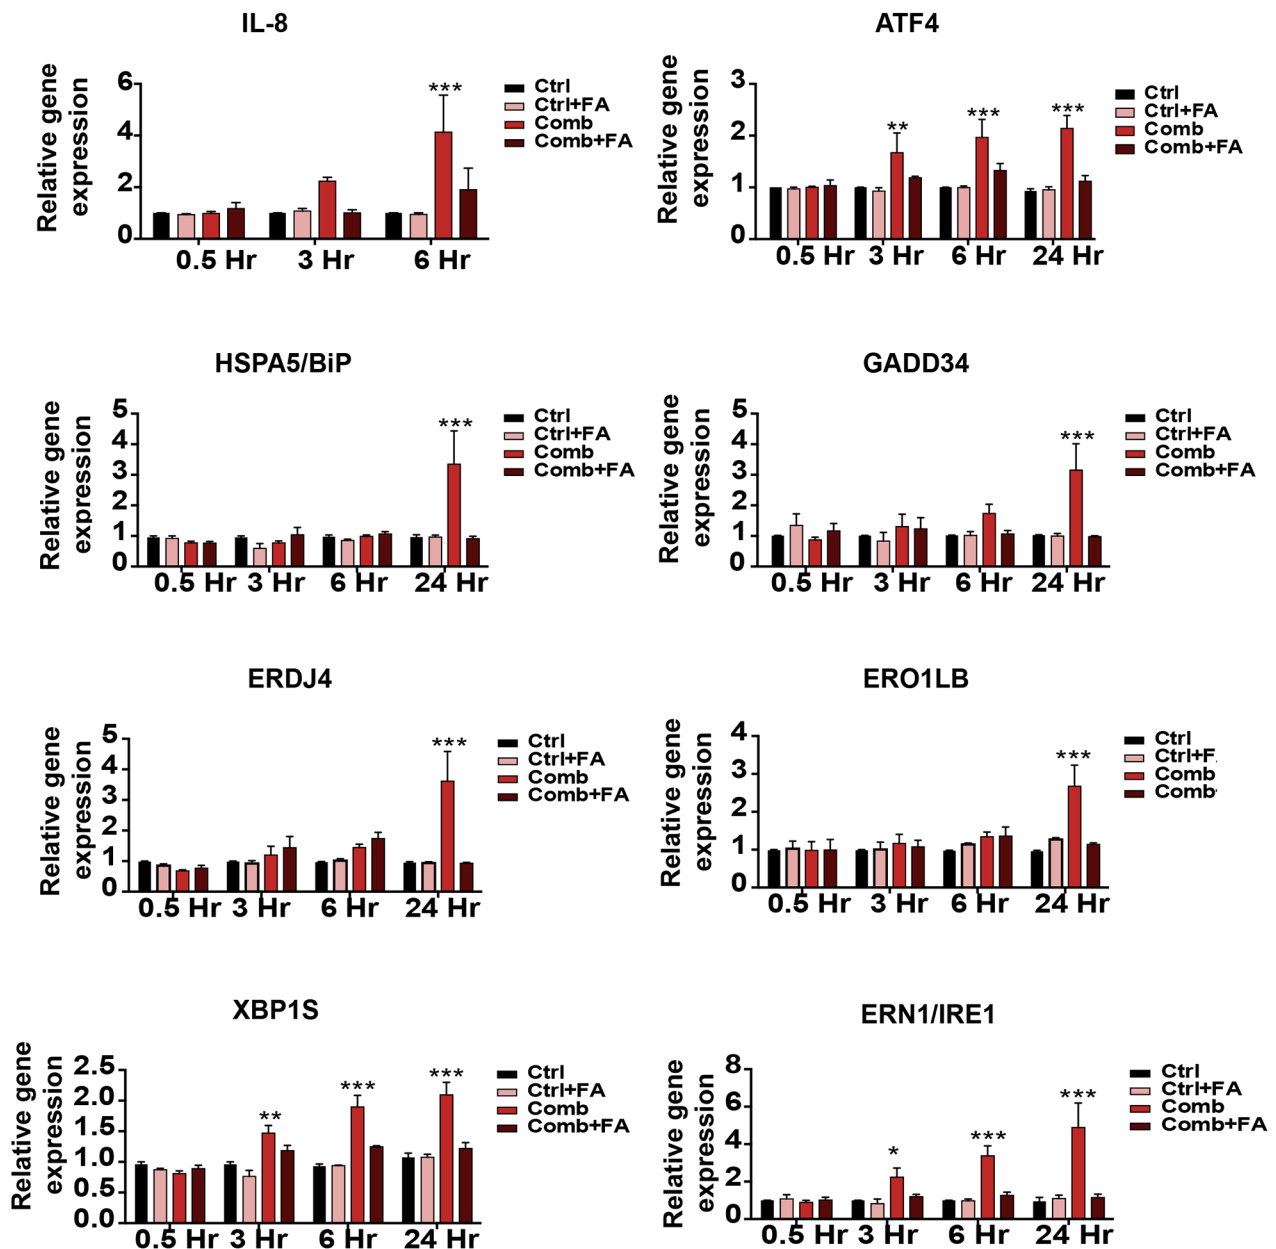 IL-8
Relative gene
expression
6
4
2
0
***
0.5 Hr 3 Hr 6 Hr
Ctrl
Ctrl+FA
Comb
Comb+FA
ATF4
Relative gene
expression
3
2
1
0
** *** ***
0.5 Hr 3 Hr 6 Hr 24 Hr
Ctrl
Ctrl+FA
Comb
Comb+FA
HSPA5/BiP
Relative gene
expression
5
4
3
2
1
0
***
0.5 Hr 3 Hr 6 Hr 24 Hr
Ctrl
Ctrl+FA
Comb
Comb+FA
GADD34
Relative gene
expression
5
4
3
2
1
0
***
0.5 Hr 3 Hr 6 Hr 24 Hr
Ctrl
Ctrl+FA
Comb
Comb+FA
ERDJ4
Relative gene
expression
5
4
3
2
1
0
***
0.5 Hr 3 Hr 6 Hr 24 Hr
Ctrl
Ctrl+FA
Comb
Comb+FA
ERO1LB
Relative gene
expression
4
3
2
1
0
***
0.5 Hr 3 Hr 6 Hr 24 Hr
Ctrl
Ctrl+F
Comb
Comb
XBP1S
Relative gene
expression
2.5
2.0
1.5
1.0
0.5
0.0
** *** ***
0.5 Hr 3 Hr 6 Hr 24 Hr
Ctrl
Ctrl+FA
Comb
Comb+FA
ERN1/IRE1
Relative gene
expression
8
6
4
2
0
* *** ***
0.5 Hr 3 Hr 6 Hr 24 Hr
Ctrl
Ctrl+FA
Comb
Comb+FA